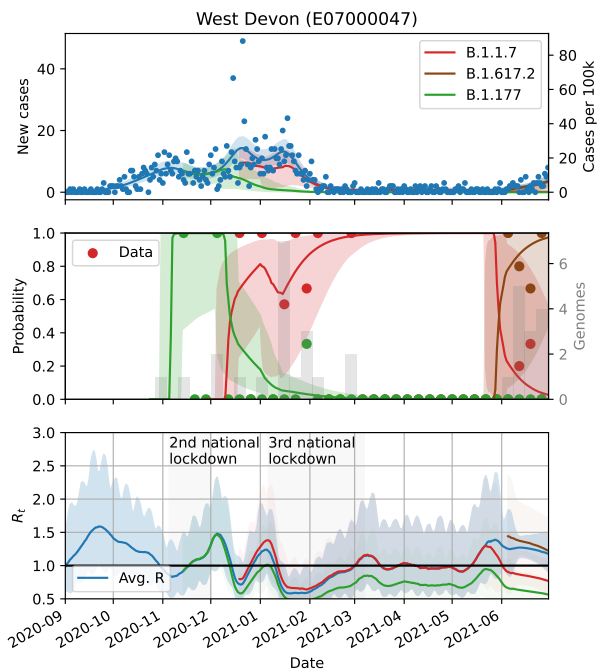 West Devon (E07000047)
New cases
40
20
0
B.1.1.7
B.1.617.2
B.1.177
80
60
40
20
0
Cases per 100k
Probability
1.0
0.8
0.6
0.4
0.2
0.0
Data
6
4
2
0
Genomes
R_t
3.0
2.5
2.0
1.5
1.0
0.5
2nd national lockdown
3rd national lockdown
Avg. R
2020-09
2020-10
2020-11
2020-12
2021-01
2021-02
2021-03
2021-04
2021-05
2021-06
Date